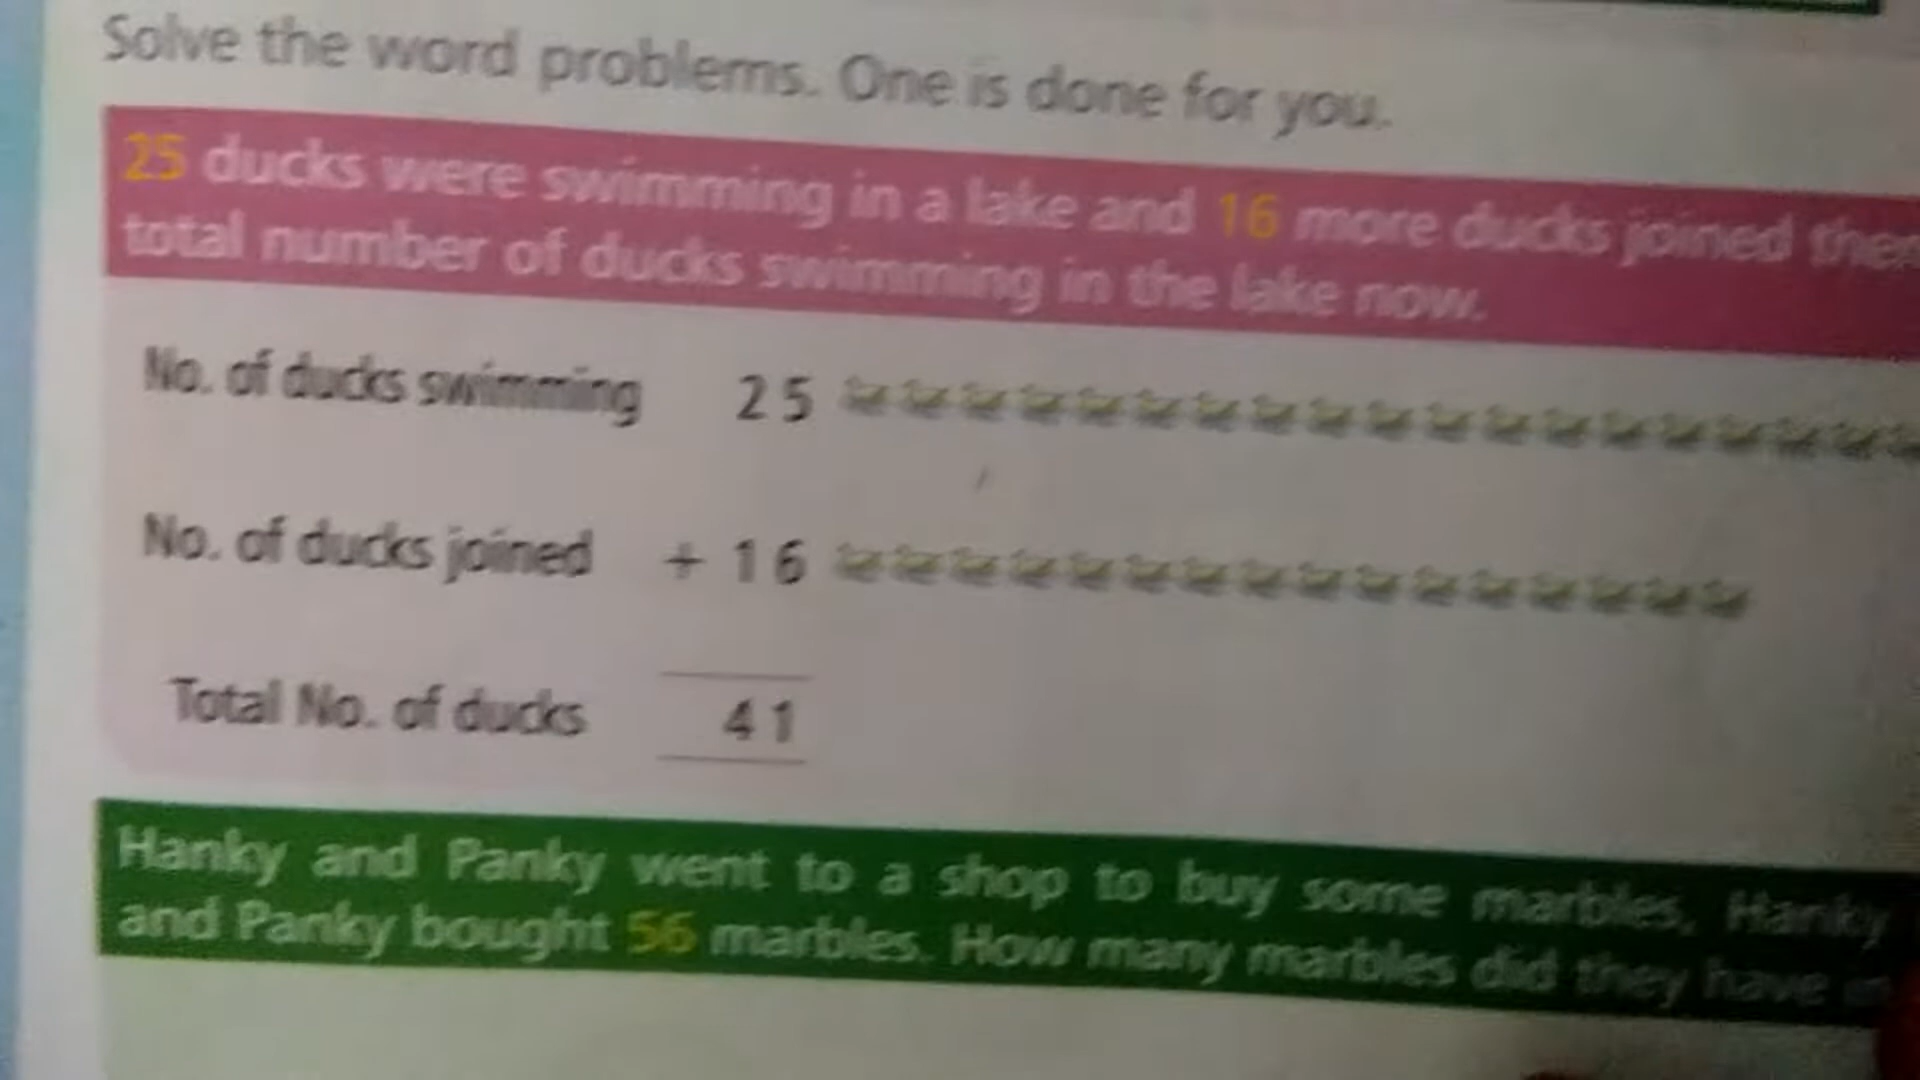 Solve the word problems. One is done for you.
25 ducks were swimming in a lake and 16 more ducks joined
total number of ducks swimming in the lake now.
No. of ducks swimming 25
No. of ducks joined + 16
Total No. of ducks 41
Hanky and Panky went to a shop to buy some marbles, Hanky
and Panky bought 56 marbles. How many marbles did they have